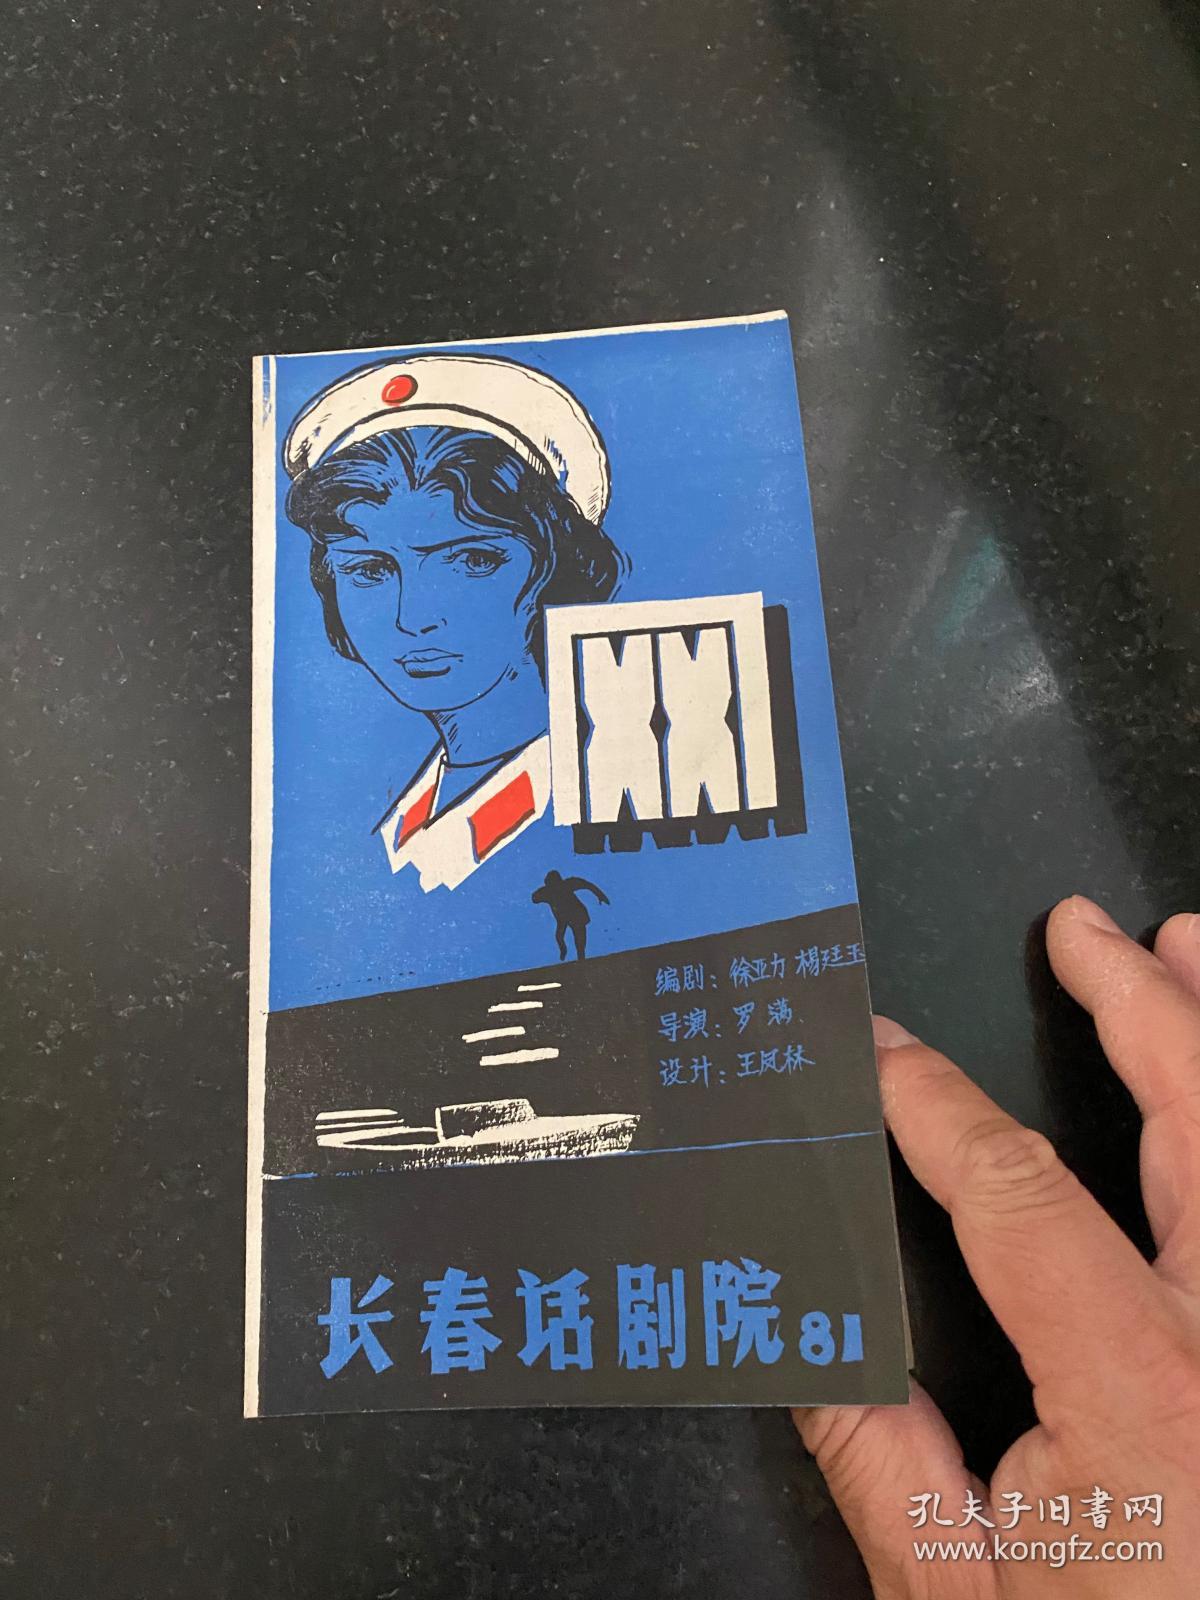 XXI
编剧：徐亚力 杨廷玉
导演：罗满
设计：王凤林
长春话剧院81
孔夫子旧書网
www.kongfz.com